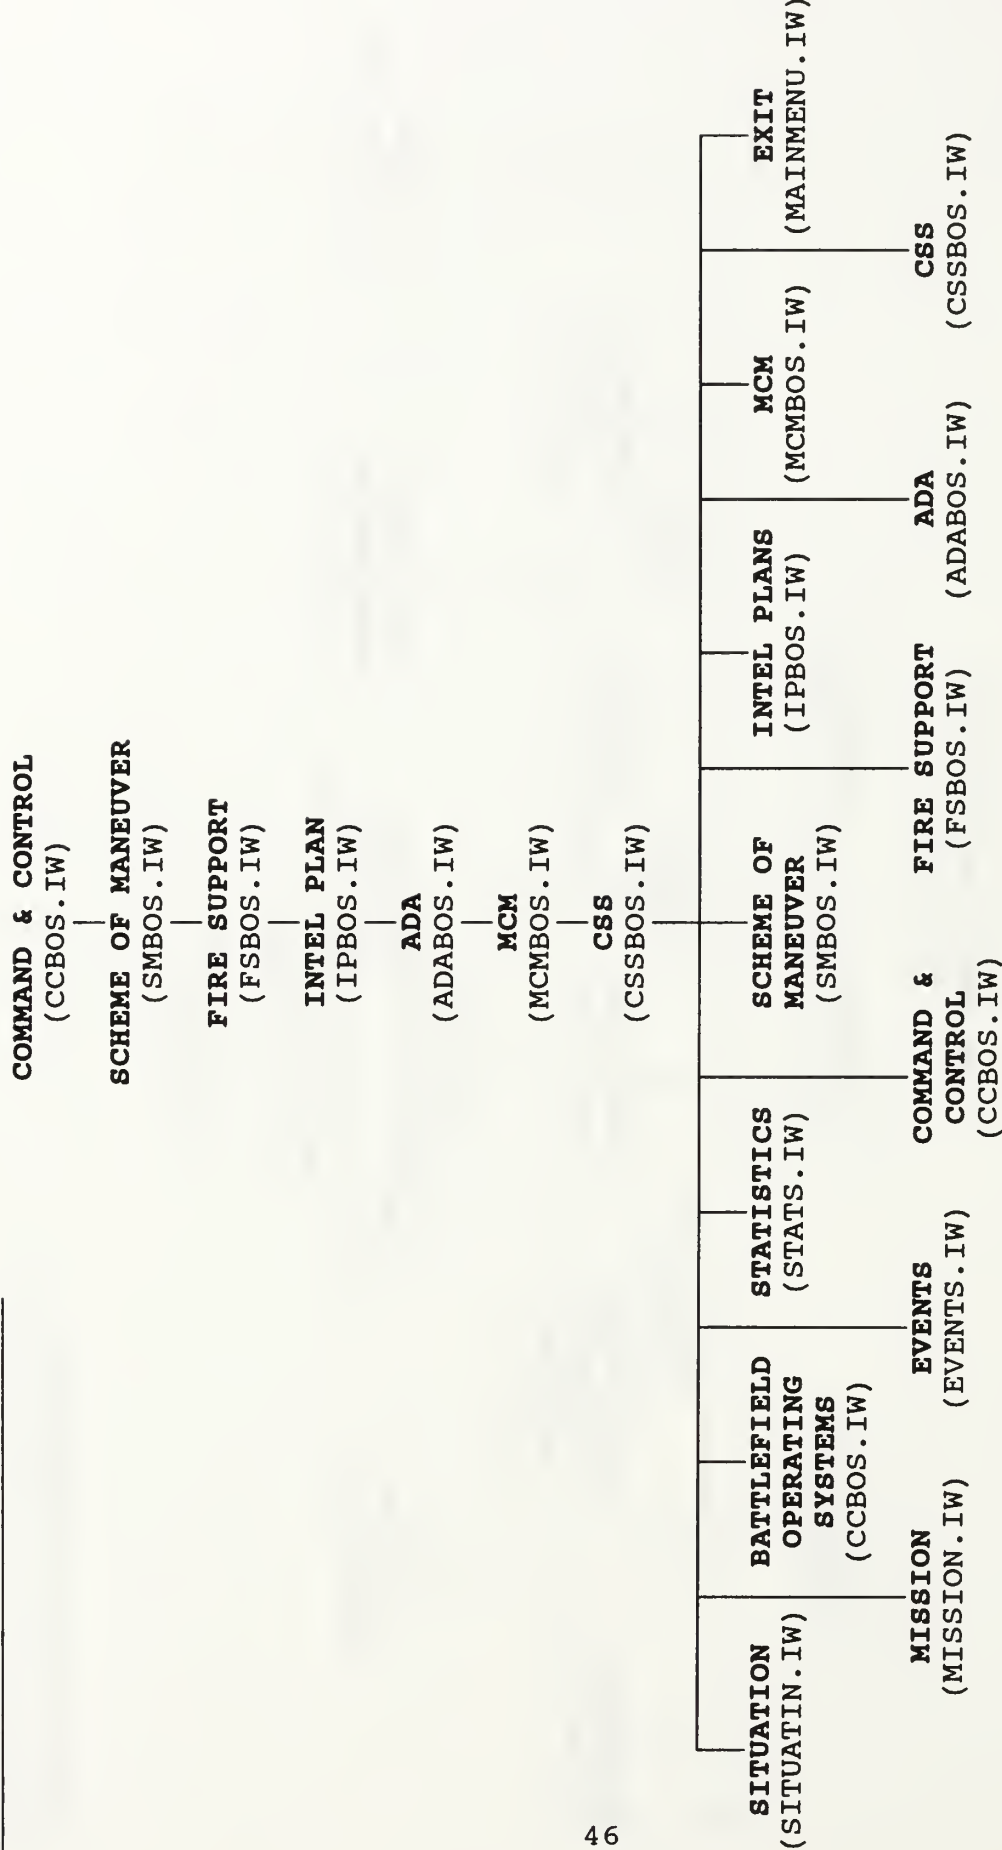 COMMAND & CONTROL
(CCBOS.IW)
SCHEME OF MANEUVER
(SMBOS.IW)
FIRE SUPPORT
(FSBOS.IW)
INTEL PLAN
(IPBOS.IW)
ADA
(ADABOS.IW)
MCM
(MCMBOS.IW)
CSS
(CSSBOS.IW)
SITUATION
(SITUATIN.IW)
BATTLEFIELD
OPERATING
SYSTEMS
(CCBOS.IW)
STATISTICS
(STATS.IW)
SCHEME OF
MANEUVER
(SMBOS.IW)
INTEL PLANS
(IPBOS.IW)
MCM
(MCMBOS.IW)
EXIT
(MAINMENU.IW)
MISSION
(MISSION.IW)
EVENTS
(EVENTS.IW)
COMMAND &
CONTROL
(CCBOS.IW)
FIRE SUPPORT
(FSBOS.IW)
ADA
(ADABOS.IW)
CSS
(CSSBOS.IW)
46